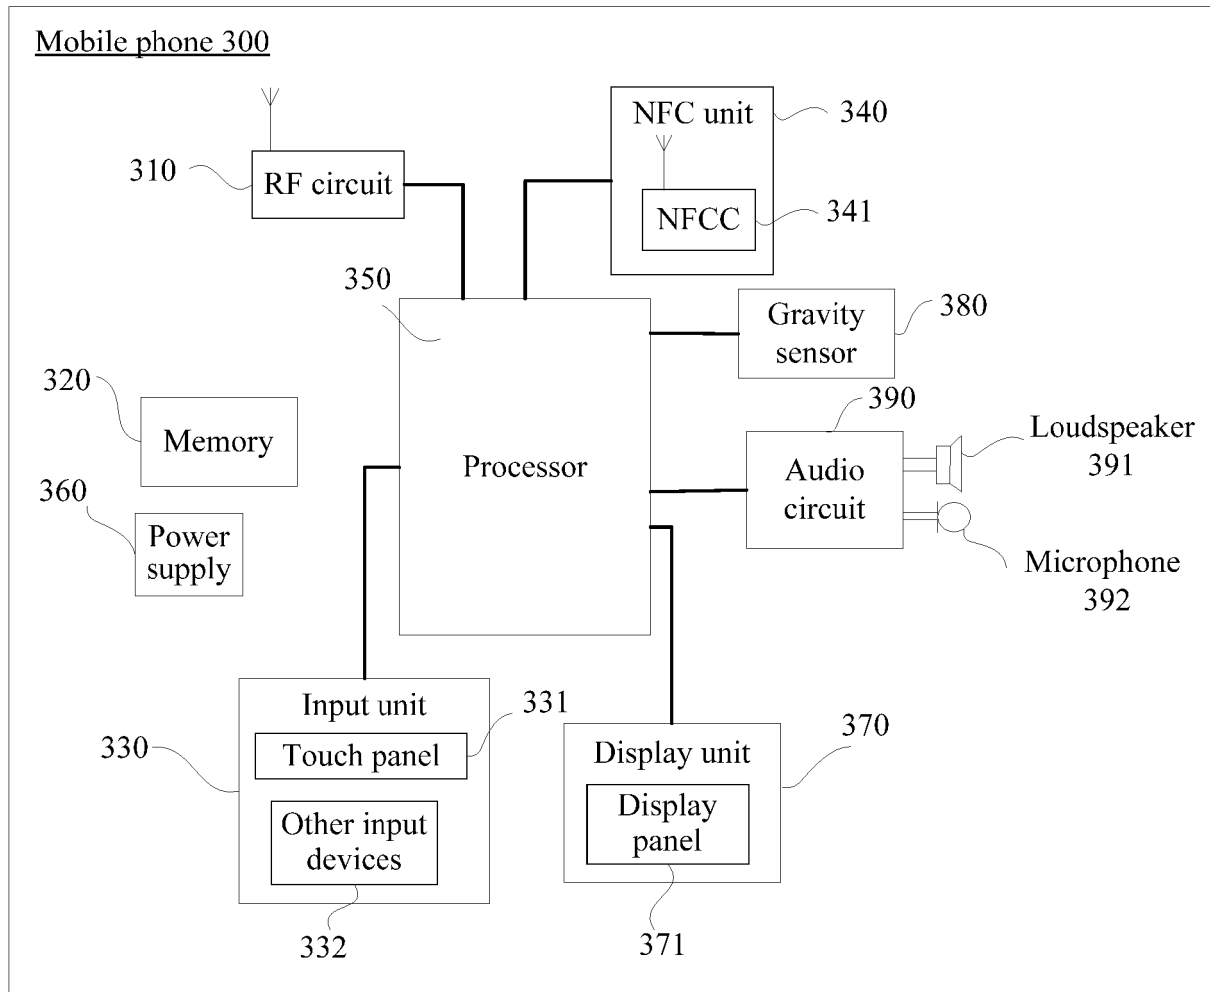 Mobile phone 300
NFC unit
340
310
RF circuit
NFCC
341
350
Gravity
sensor
380
320
Memory
390
Processor
Audio
circuit
Loudspeaker
391
360
Power
supply
Microphone
392
Input unit
331
330
Touch panel
Other input
devices
332
Display unit
370
Display
panel
371